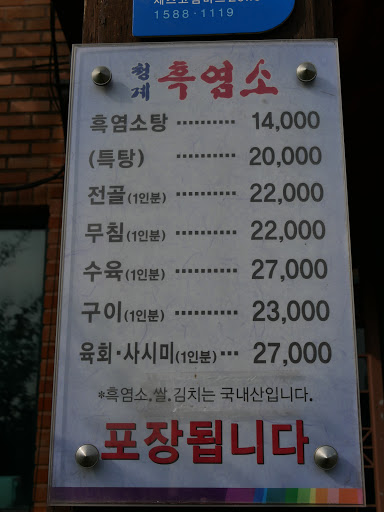 1588·1119
청계 흑염소
흑염소탕 ·········· 14,000
(특탕) ·········· 20,000
전골(1인분) ·········· 22,000
무침(1인분) ·········· 22,000
수육(1인분) ·········· 27,000
구이(1인분) ·········· 23,000
육회·사시미(1인분)··· 27,000
*흑염소.쌀.김치는 국내산입니다.
포장됩니다